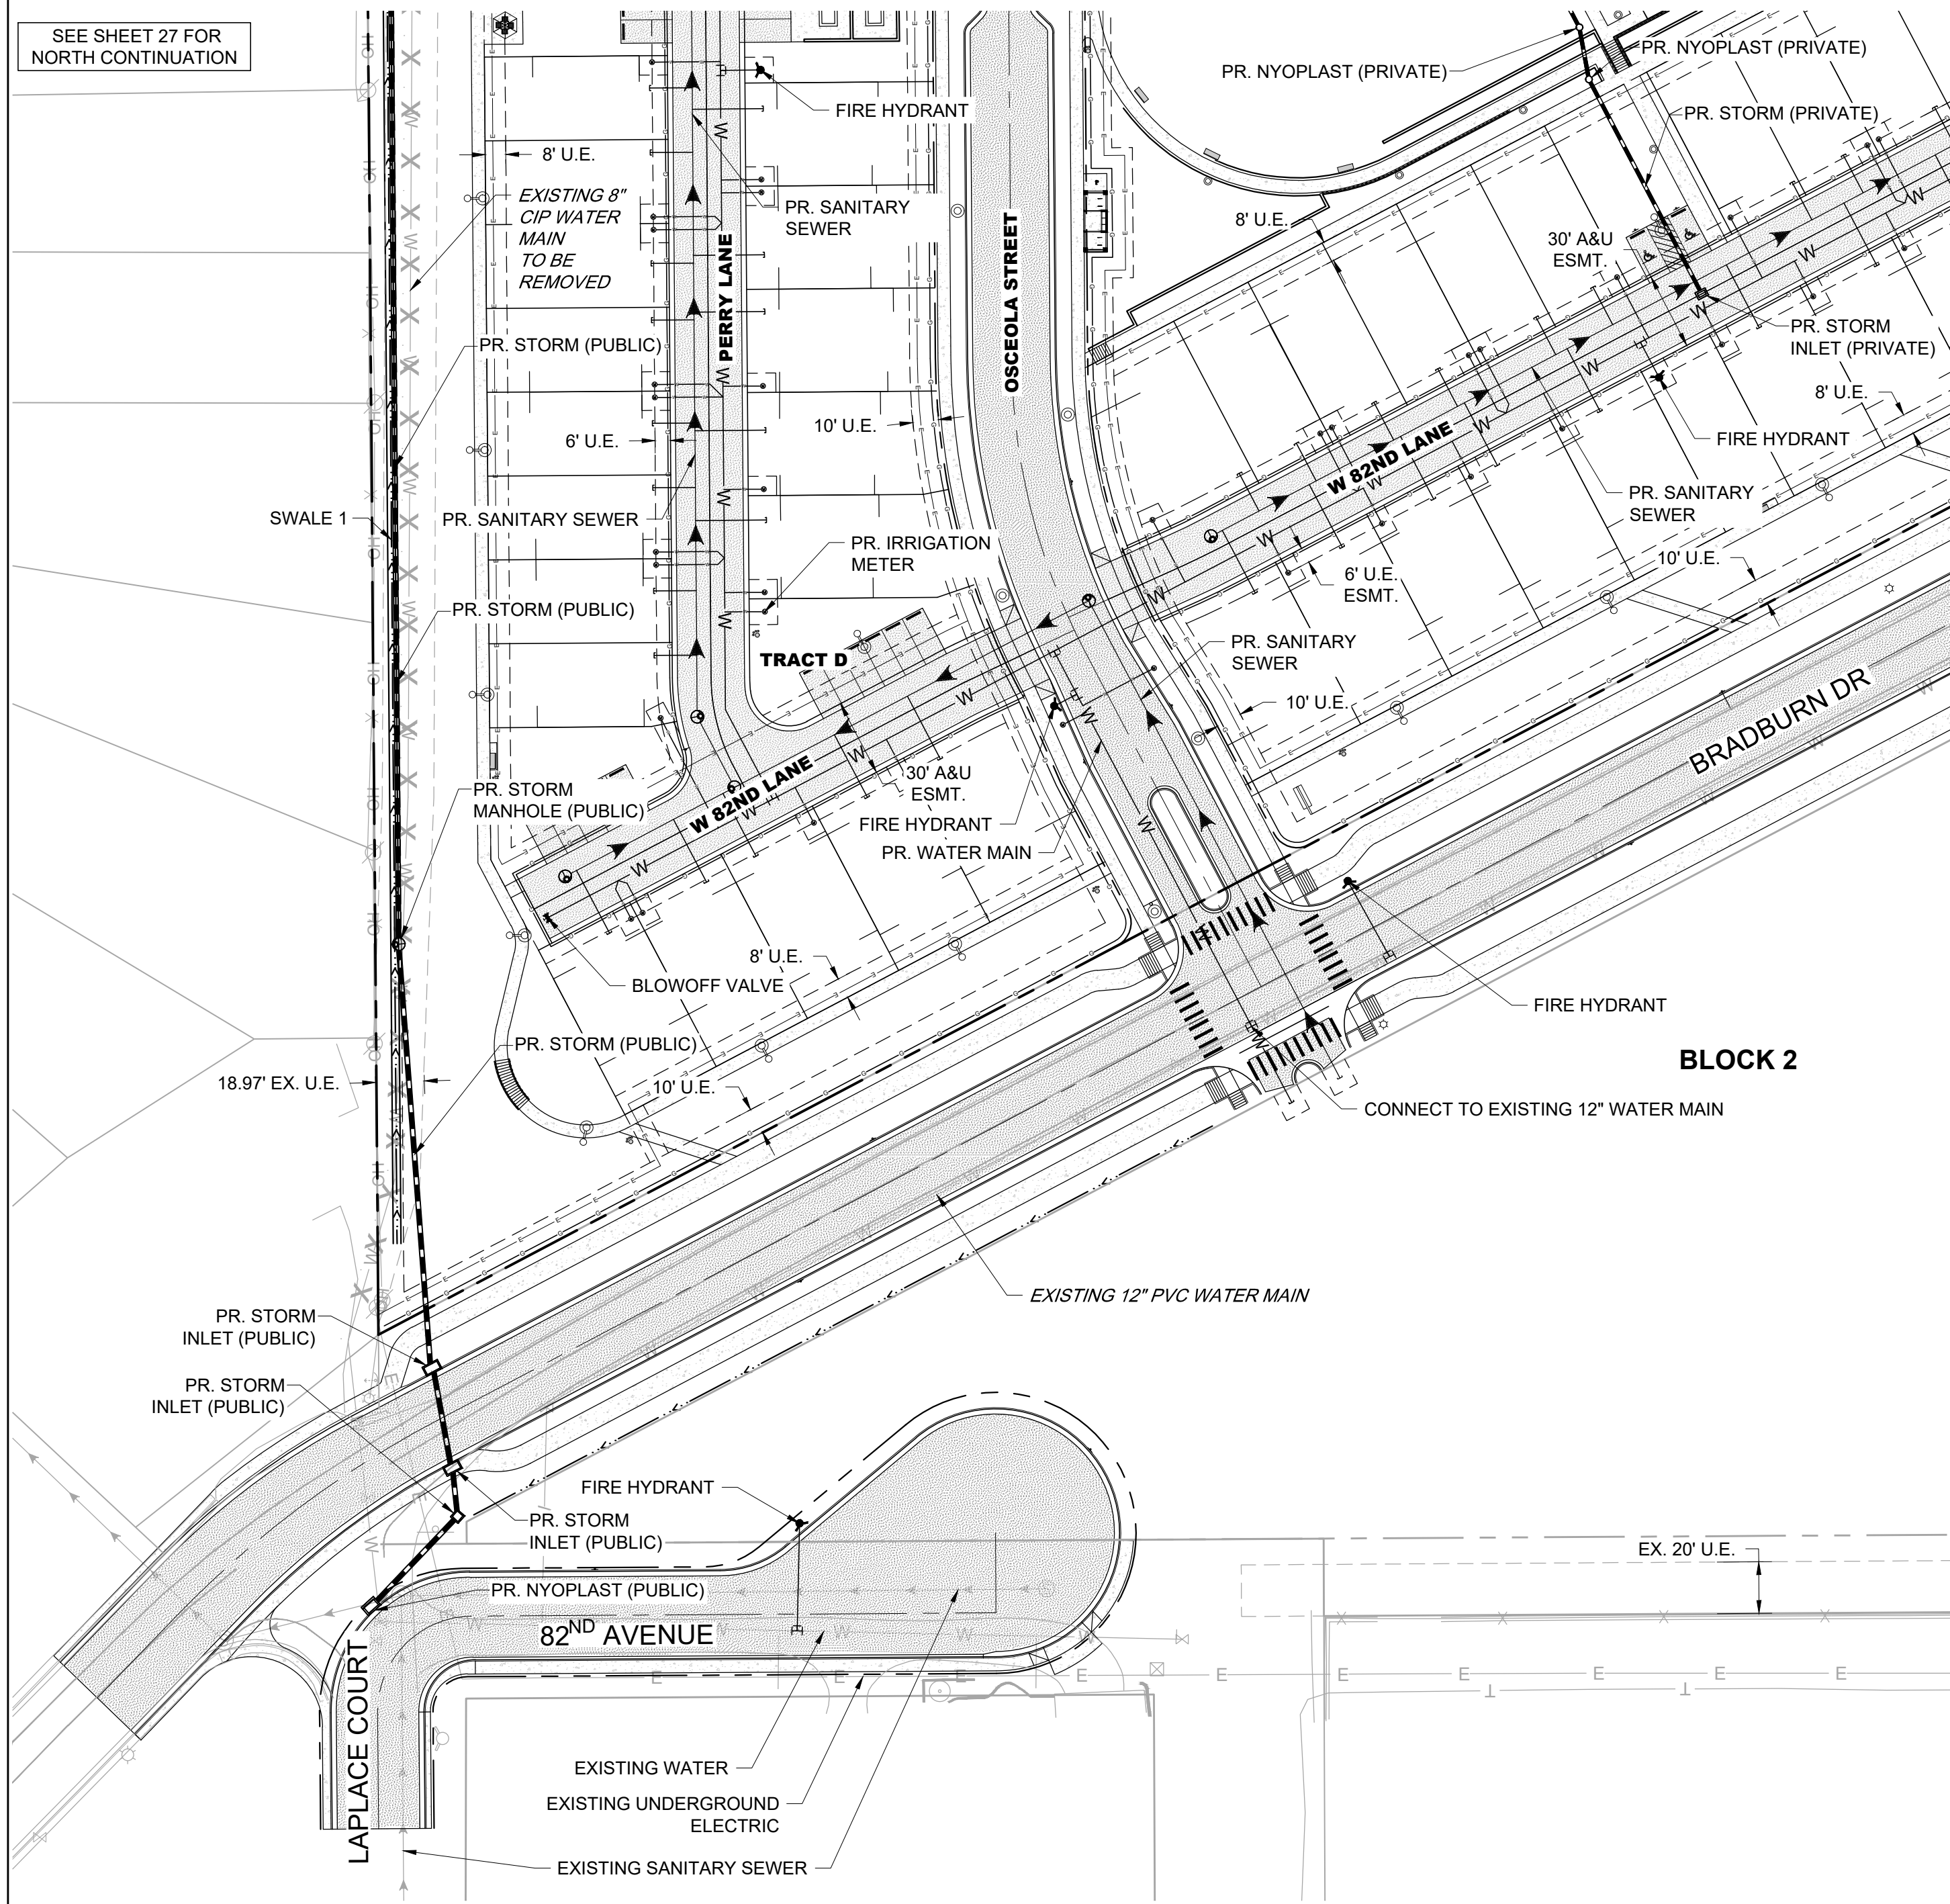 SEE SHEET 27 FOR
NORTH CONTINUATION
PR. NYOPLAST (PRIVATE)
PR. NYOPLAST (PRIVATE)
FIRE HYDRANT
PR. STORM (PRIVATE)
8' U.E.
EXISTING 8"
CIP WATER
MAIN
TO BE
REMOVED
PR. SANITARY
SEWER
PERRY LANE
OSCEOLA STREET
8' U.E.
30' A&U
ESMT.
PR. STORM
INLET (PRIVATE)
PR. STORM (PUBLIC)
8' U.E.
6' U.E.
10' U.E.
FIRE HYDRANT
W 82ND LANE
PR. SANITARY
SEWER
SWALE 1
PR. SANITARY SEWER
PR. IRRIGATION
METER
10' U.E.
6' U.E.
ESMT.
PR. STORM (PUBLIC)
TRACT D
PR. SANITARY
SEWER
10' U.E.
BRADBURN DR
PR. STORM
MANHOLE (PUBLIC)
W 82ND LANE
30' A&U
ESMT.
FIRE HYDRANT
PR. WATER MAIN
8' U.E.
BLOWOFF VALVE
FIRE HYDRANT
PR. STORM (PUBLIC)
BLOCK 2
18.97' EX. U.E.
10' U.E.
CONNECT TO EXISTING 12" WATER MAIN
EXISTING 12" PVC WATER MAIN
PR. STORM
INLET (PUBLIC)
PR. STORM
INLET (PUBLIC)
FIRE HYDRANT
PR. STORM
INLET (PUBLIC)
EX. 20' U.E.
PR. NYOPLAST (PUBLIC)
82ND AVENUE
LAPLACE COURT
EXISTING WATER
EXISTING UNDERGROUND
ELECTRIC
EXISTING SANITARY SEWER